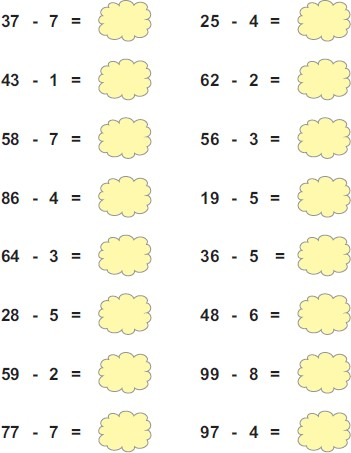 37 - 7 = 25 - 4 =
43 - 1 = 62 - 2 =
58 - 7 = 56 - 3 =
86 - 4 = 19 - 5 =
64 - 3 = 36 - 5 =
28 - 5 = 48 - 6 =
59 - 2 = 99 - 8 =
77 - 7 = 97 - 4 =